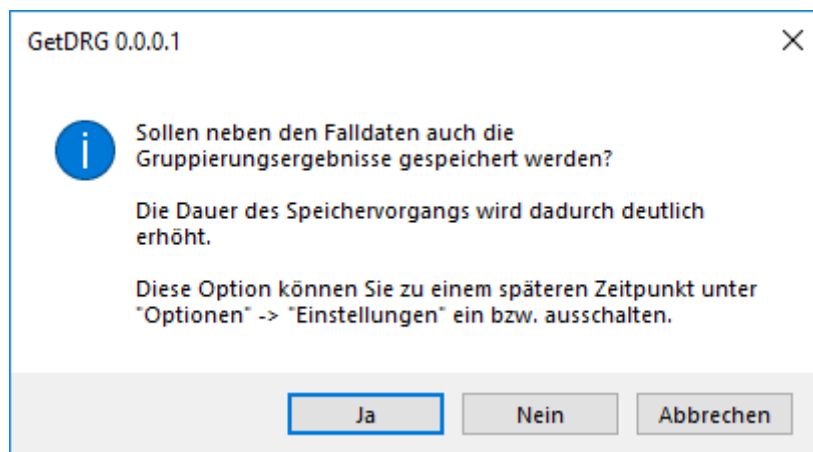 GetDRG 0.0.0.1
Sollen neben den Falldaten auch die
Gruppierungsergebnisse gespeichert werden?
Die Dauer des Speichervorgangs wird dadurch deutlich
erhöht.
Diese Option können Sie zu einem späteren Zeitpunkt unter
"Optionen" -> "Einstellungen" ein bzw. ausschalten.
Ja
Nein
Abbrechen